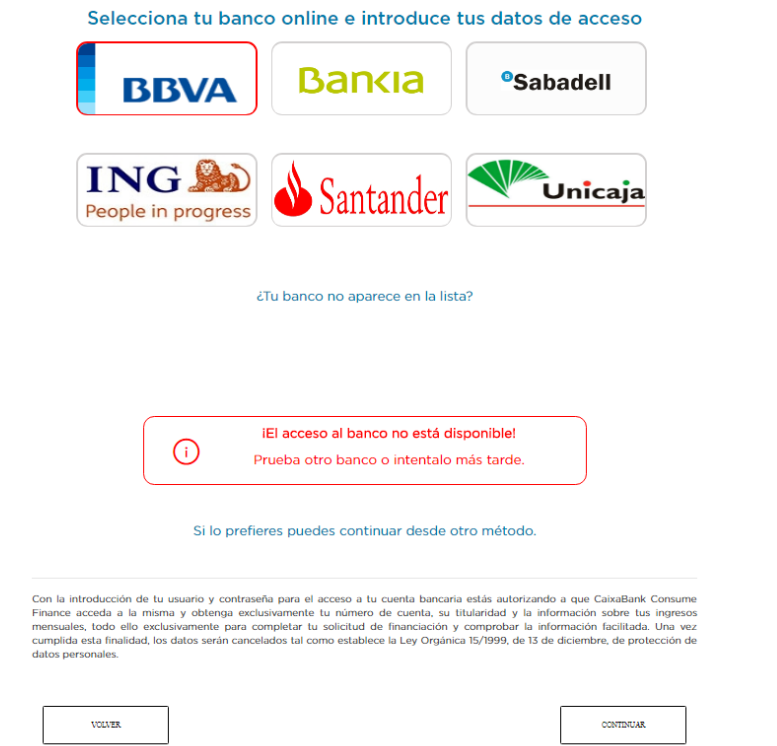 Selecciona tu banco online e introduce tus datos de acceso
BBVA
Bankia
B Sabadell
ING
People in progress
Santander
Unicaja
¿Tu banco no aparece en la lista?
¡El acceso al banco no está disponible!
Prueba otro banco o intentalo más tarde.
Si lo prefieres puedes continuar desde otro método.
Con la introducción de tu usuario y contraseña para el acceso a tu cuenta bancaria estás autorizando a que CaixaBank Consume
Finance acceda a la misma y obtenga exclusivamente tu número de cuenta, su titularidad y la información sobre tus ingresos
mensuales, todo ello exclusivamente para completar tu solicitud de financiación y comprobar la información facilitada. Una vez
cumplida esta finalidad, los datos serán cancelados tal como establece la Ley Orgánica 15/1999, de 13 de diciembre, de protección de
datos personales.
VOLVER
CONTINUAR